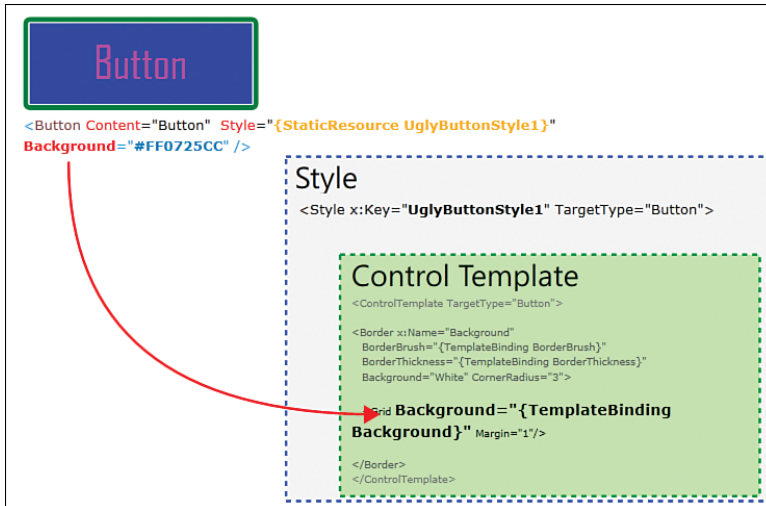 Button
<Button Content="Button" Style="{StaticResource UglyButtonStyle1}"
Background="#FF0725CC" />
Style
<Style x:Key="UglyButtonStyle1" TargetType="Button">
Control Template
<ControlTemplate TargetType="Button">
<Border x:Name="Background"
BorderBrush="{TemplateBinding BorderBrush}"
BorderThickness="{TemplateBinding BorderThickness}"
Background="White" CornerRadius="3">
Background="{TemplateBinding
Background}" Margin="1"/>
</Border>
</ControlTemplate>